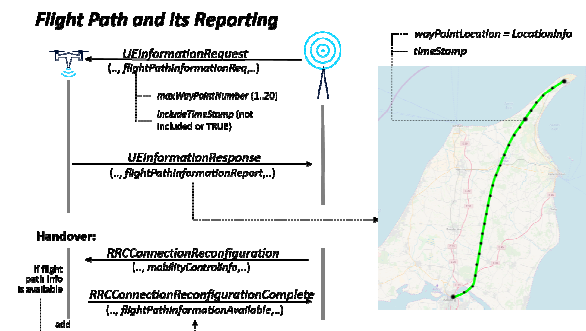 Flight Path and Its Reporting
UEInformationRequest
(.., flightPathInformationReq,..)
maxWayPointNumber (1..20)
includeTimeStamp (not
included or TRUE)
UEInformationResponse
(.., flightPathInformationReport,..)
wayPointLocation = LocationInfo
timeStamp
Handover:
RRCConnectionReconfiguration
(.., mobilityControlInfo,..)
If flight
path info
is available
RRCConnectionReconfigurationComplete
(.., flightPathInformationAvailable,..)
add